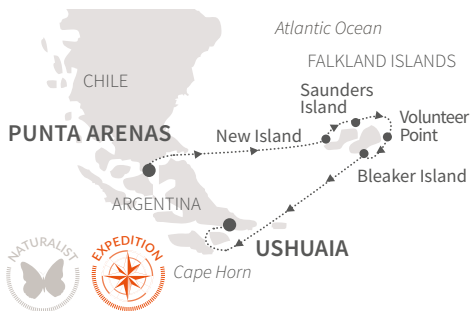 Atlantic Ocean
FALKLAND ISLANDS
CHILE
Saunders
Island
Volunteer
Point
PUNTA ARENAS
New Island
Bleaker Island
ARGENTINA
USHUAIA
Cape Horn
NATURALIST
EXPEDITION